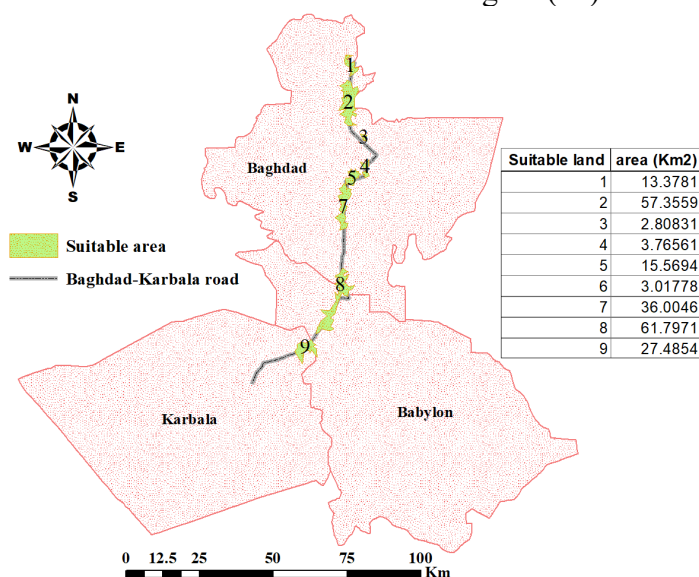 1
2
3
4
5
7
8
9
N
W E
S
Baghdad
Suitable area
Baghdad-Karbala road
Karbala
Babylon
Suitable land area (Km2)
1 13.3781
2 57.3559
3 2.80831
4 3.76561
5 15.5694
6 3.01778
7 36.0046
8 61.7971
9 27.4854
0 12.5 25 50 75 100
Km